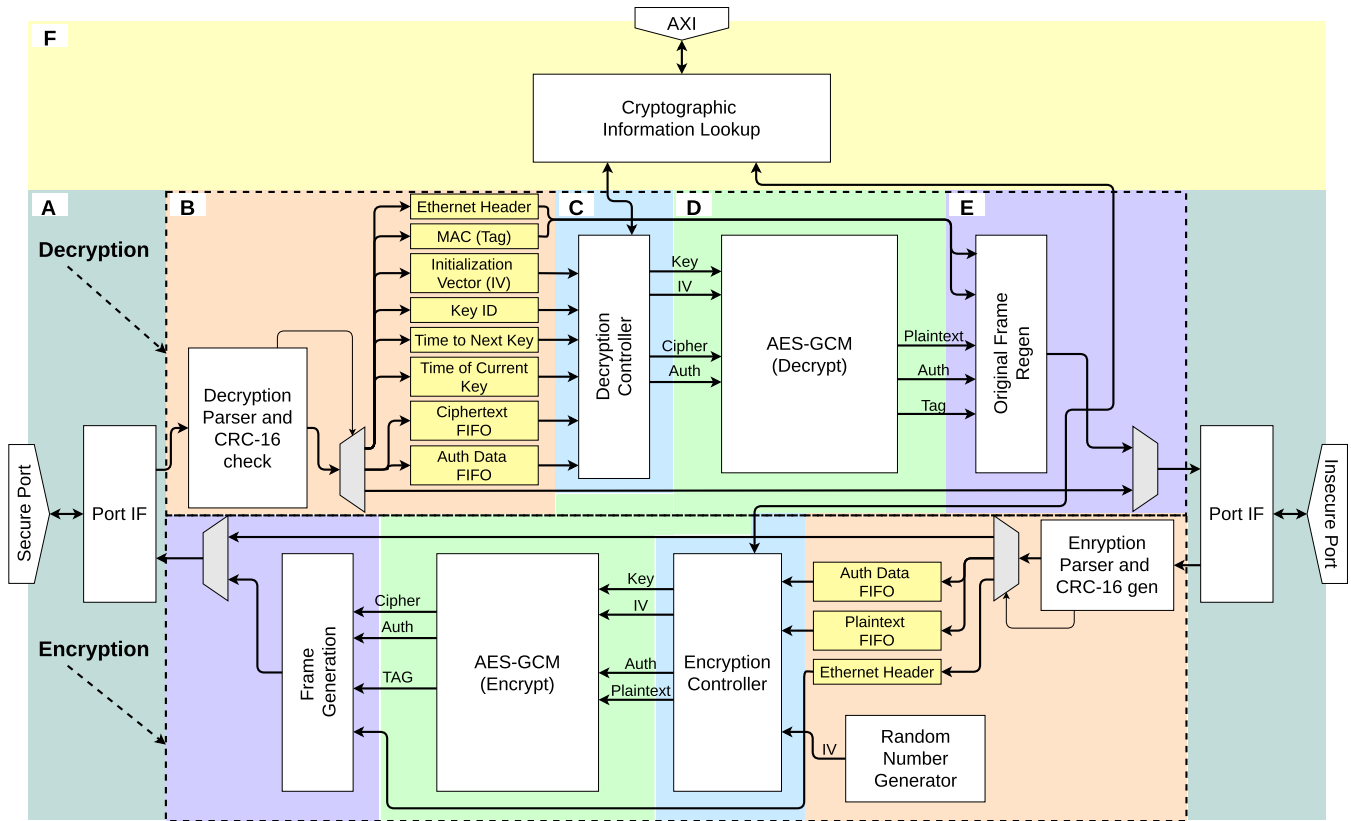 AXI
F
Cryptographic
Information Lookup
A
B
C
D
E
Decryption
Ethernet Header
MAC (Tag)
Initialization
Vector (IV)
Key ID
Time to Next Key
Time of Current
Key
Ciphertext
FIFO
Auth Data
FIFO
Decryption
Parser and
CRC-16
check
Decryption
Controller
Key
IV
Cipher
Auth
AES-GCM
(Decrypt)
Plaintext
Auth
Tag
Original Frame
Regen
Secure Port
Port IF
Port IF
Insecure Port
Enryption
Parser and
CRC-16 gen
Auth Data
FIFO
Plaintext
FIFO
Ethernet Header
Random
Number
Generator
IV
Encryption
Controller
Key
IV
Auth
Plaintext
AES-GCM
(Encrypt)
Cipher
Auth
TAG
Frame
Generation
Encryption